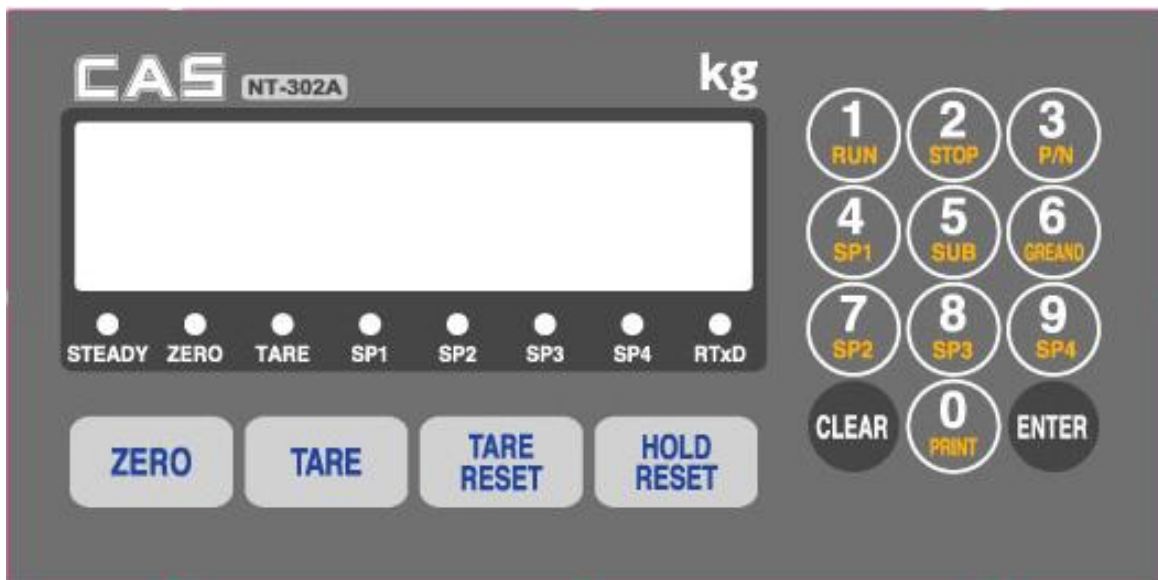 CAS NT-302A kg
STEADY ZERO TARE SP1 SP2 SP3 SP4 RTxD
ZERO TARE TARE RESET HOLD RESET
1 2 3
RUN STOP P/N
4 5 6
SP1 SUB GREAND
7 8 9
SP2 SP3 SP4
CLEAR 0 ENTER
PRINT